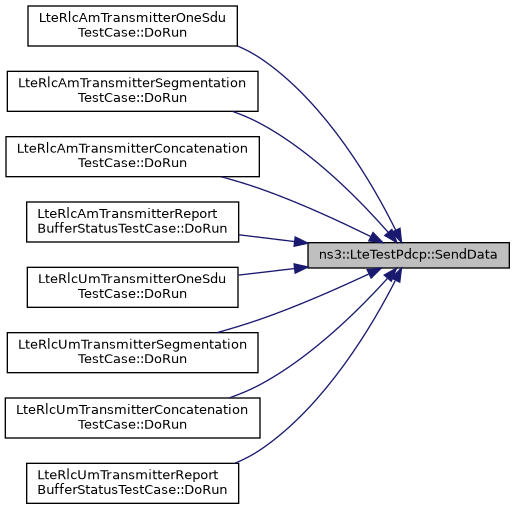 LteRlcAmTransmitterOneSdu
TestCase::DoRun
LteRlcAmTransmitterSegmentation
TestCase::DoRun
LteRlcAmTransmitterConcatenation
TestCase::DoRun
LteRlcAmTransmitterReport
BufferStatusTestCase::DoRun
ns3::LteTestPdcp::SendData
LteRlcUmTransmitterOneSdu
TestCase::DoRun
LteRlcUmTransmitterSegmentation
TestCase::DoRun
LteRlcUmTransmitterConcatenation
TestCase::DoRun
LteRlcUmTransmitterReport
BufferStatusTestCase::DoRun